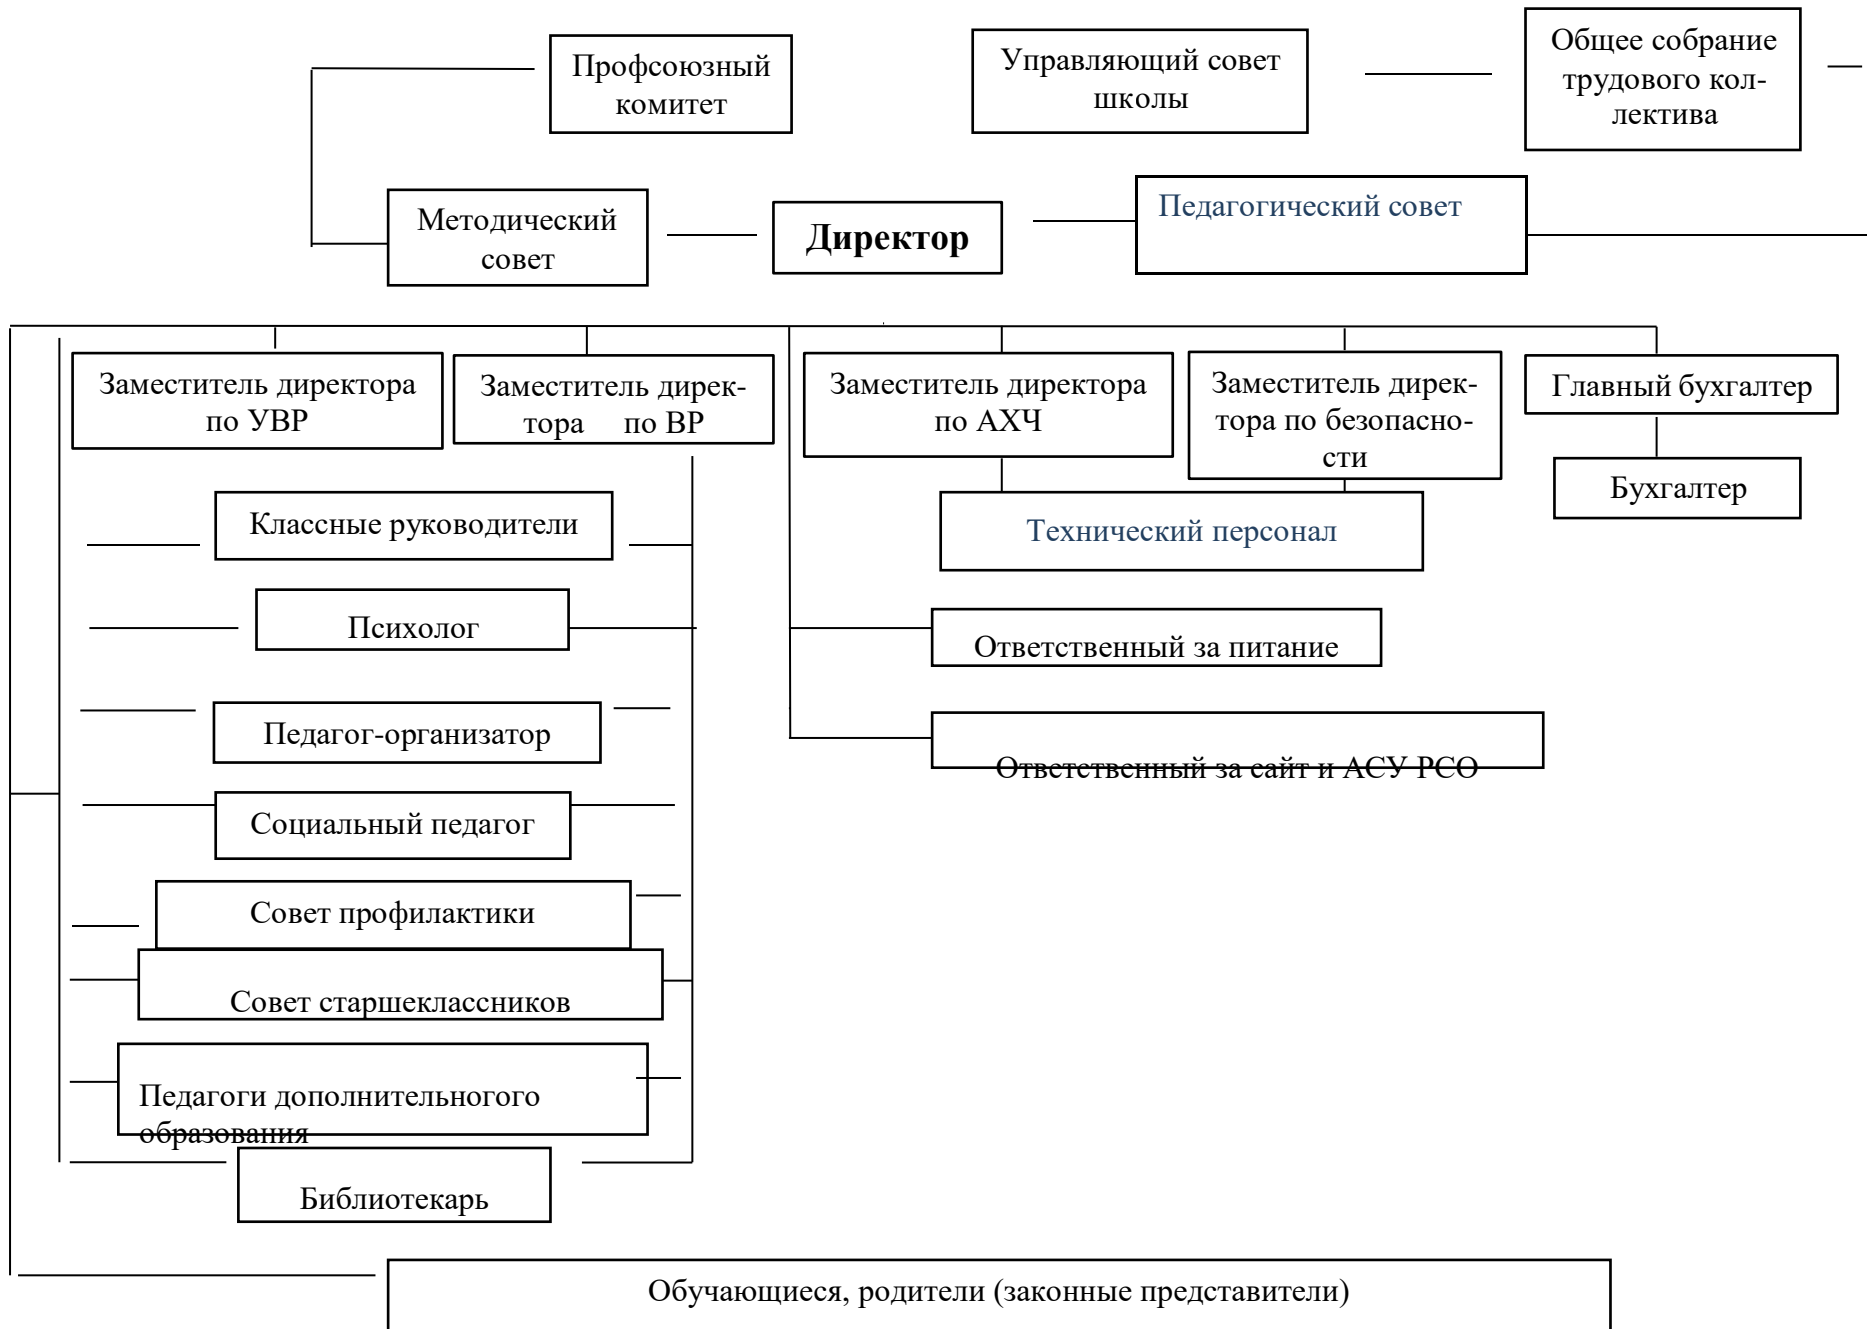 Профсоюзный
комитет
Управляющий совет
школы
Общее собрание
трудового кол-
лектива
Методический
совет
Директор
Педагогический совет
Заместитель директора
по УВР
Заместитель дирек-
тора по ВР
Заместитель директора
по АХЧ
Заместитель дирек-
тора по безопасно-
сти
Главный бухгалтер
Бухгалтер
Классные руководители
Технический персонал
Психолог
Ответственный за питание
Педагог-организатор
Ответственный за сайт и АСУ РСО
Социальный педагог
Совет профилактики
Совет старшеклассников
Педагоги дополнительного
образования
Библиотекарь
Обучающиеся, родители (законные представители)